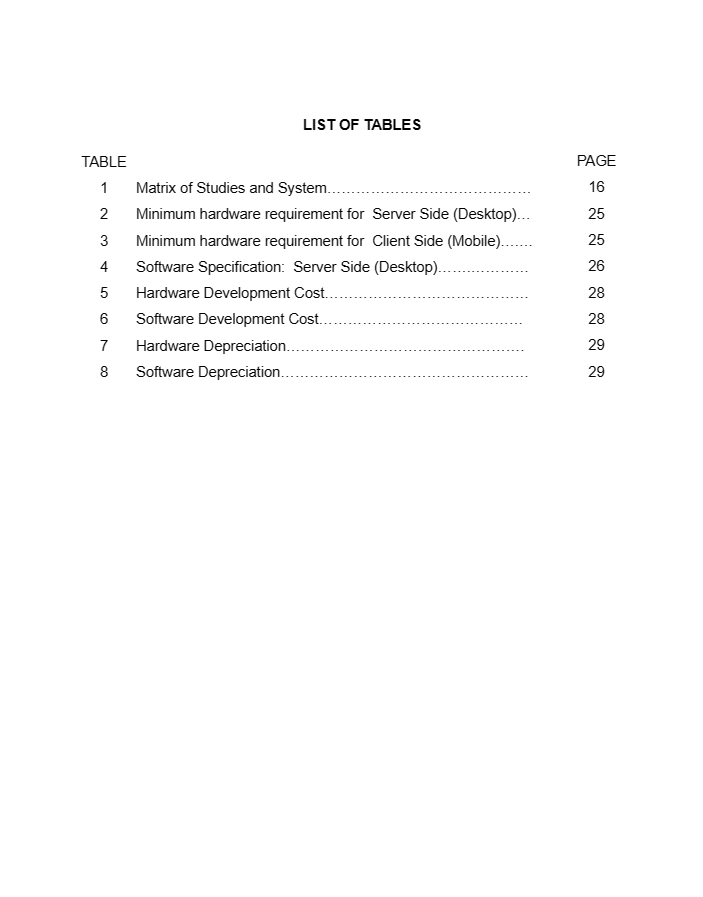 LIST OF TABLES
TABLE PAGE
1 Matrix of Studies and System…………………………………… 16
2 Minimum hardware requirement for  Server Side (Desktop)… 25
3 Minimum hardware requirement for  Client Side (Mobile)……. 25
4 Software Specification:  Server Side (Desktop)……………… 26
5 Hardware Development Cost…………………………………… 28
6 Software Development Cost…………………………………… 28
7 Hardware Depreciation…………………………………………. 29
8 Software Depreciation…………………………………………… 29